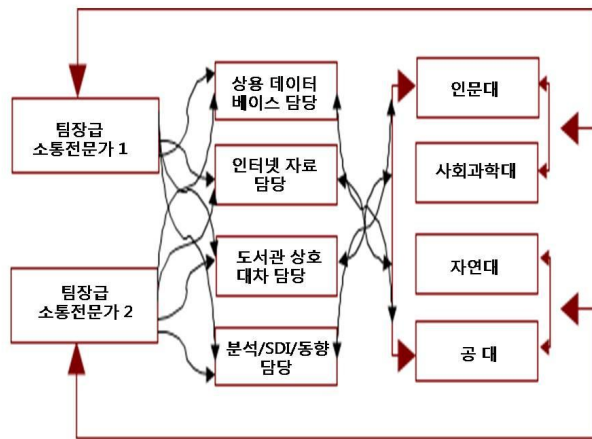 팀장급
소통전문가 1
팀장급
소통전문가 2
상용 데이터
베이스 담당
인터넷 자료
담당
도서관 상호
대차 담당
분석/SDI/동향
담당
인문대
사회과학대
자연대
공 대